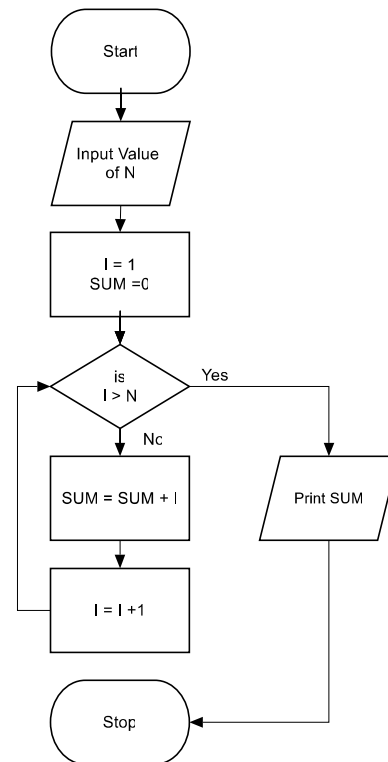 Start
Input Value
of N
I = 1
SUM =0
is
I > N
Yes
No
SUM = SUM + I
Print SUM
I = I +1
Stop